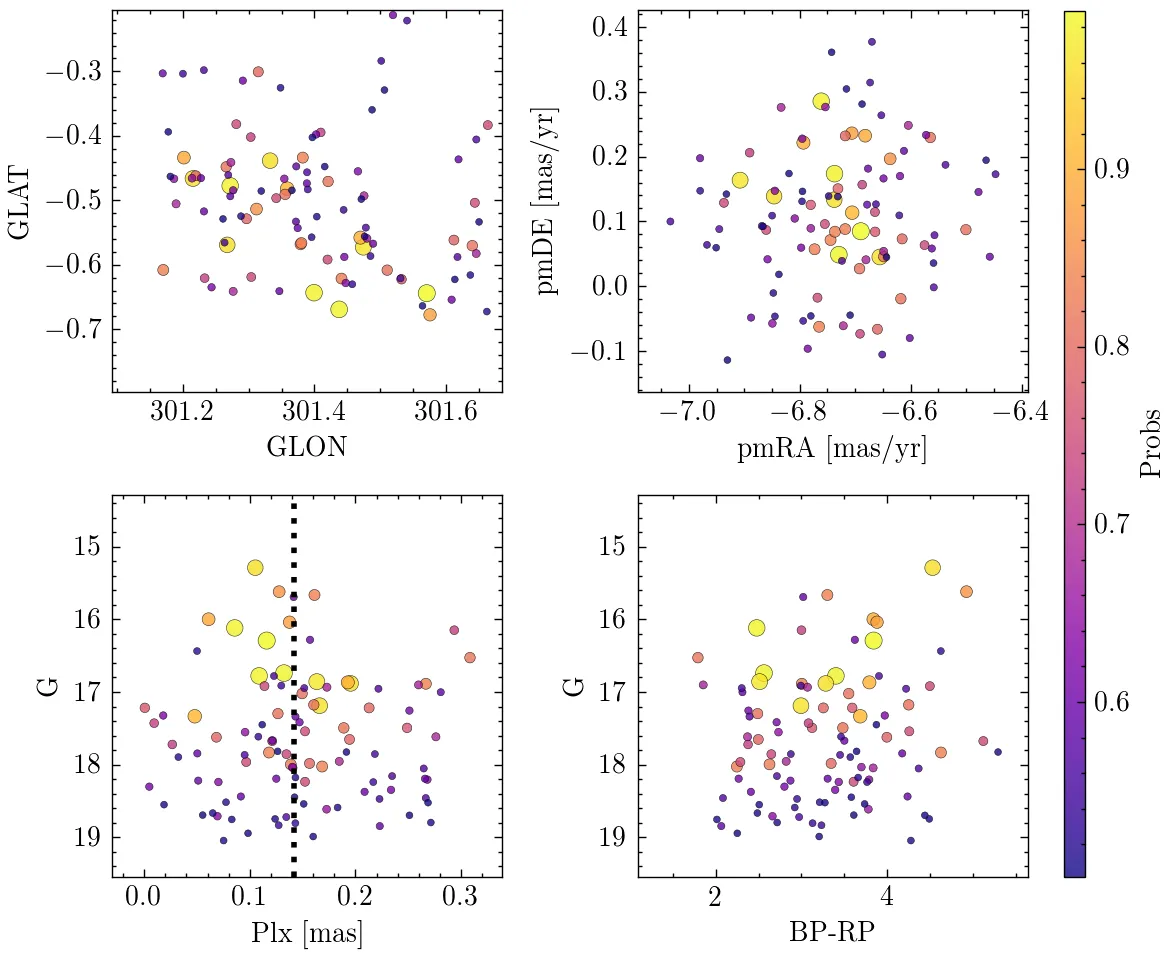 −0.3
−0.4
−0.5
−0.6
−0.7
GLAT
301.2 301.4 301.6
GLON
0.4
0.3
0.2
0.1
0.0
−0.1
pmDE [mas/yr]
−7.0 −6.8 −6.6 −6.4
pmRA [mas/yr]
15
16
17
18
19
G
0.0 0.1 0.2 0.3
Plx [mas]
15
16
17
18
19
G
2 4
BP-RP
0.9
0.8
0.7
0.6
Probs